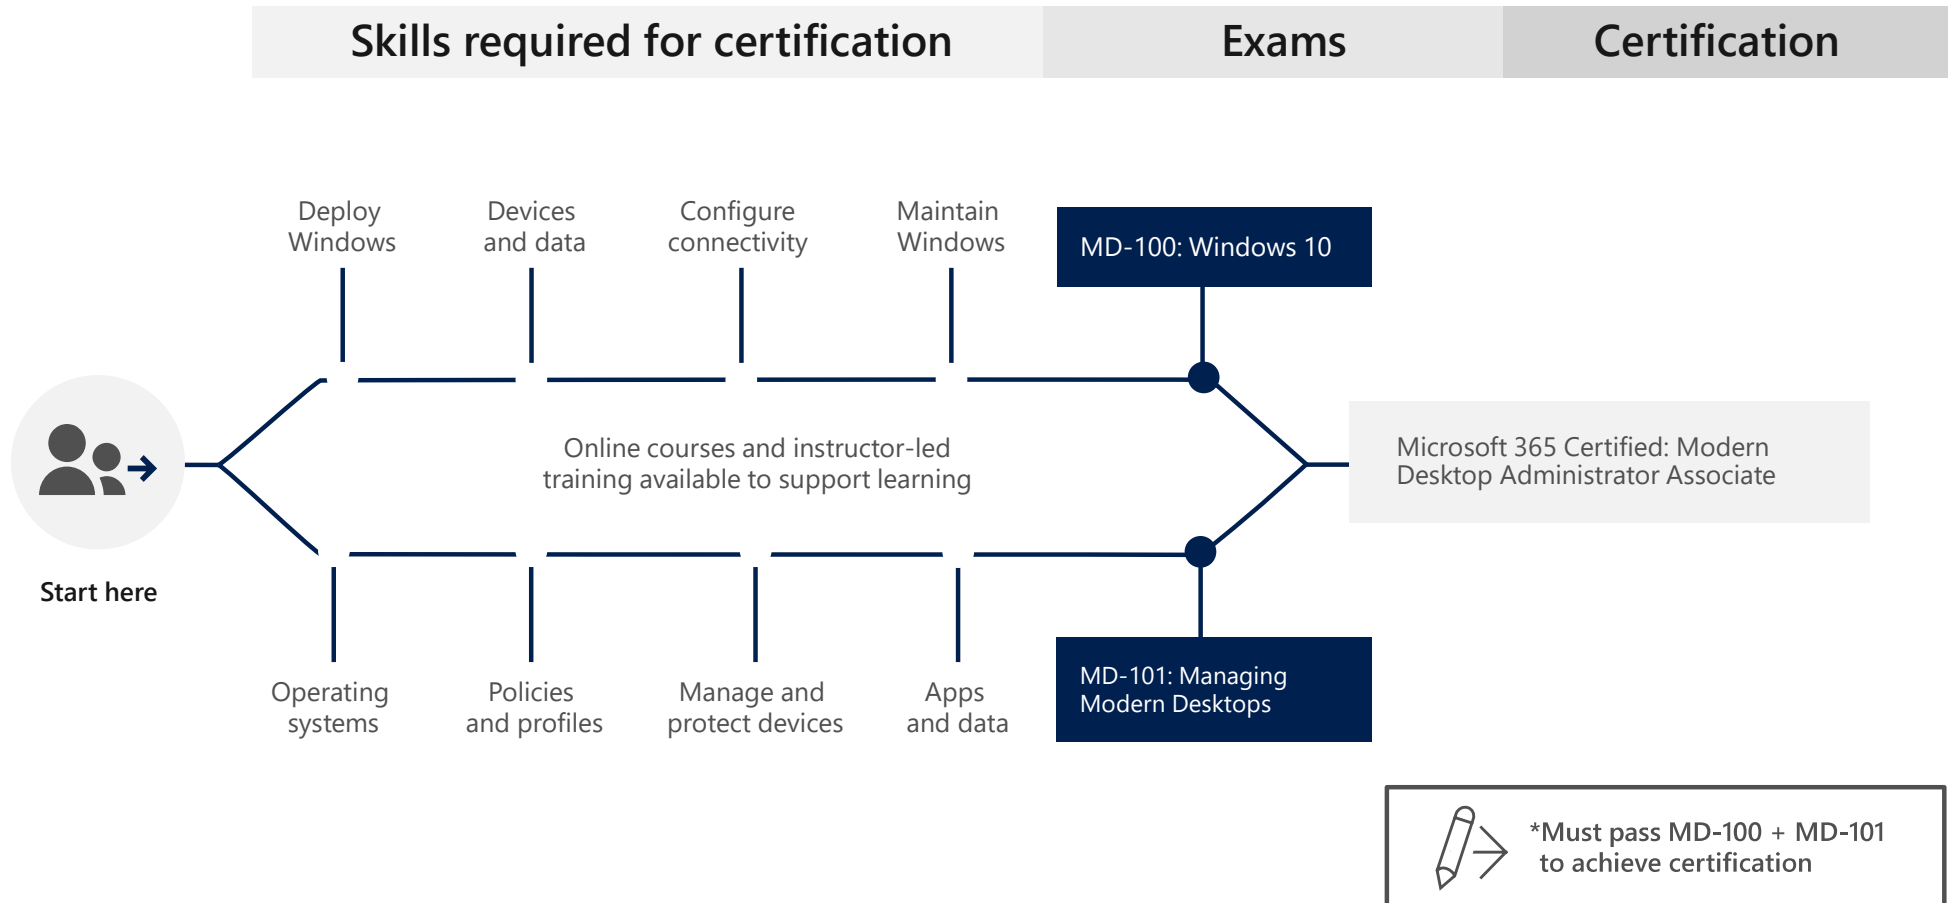 Skills required for certification
Exams
Certification
Deploy
Windows
Devices
and data
Configure
connectivity
Maintain
Windows
MD-100: Windows 10
Online courses and instructor-led
training available to support learning
Microsoft 365 Certified: Modern
Desktop Administrator Associate
Start here
Operating
systems
Policies
and profiles
Manage and
protect devices
Apps
and data
MD-101: Managing
Modern Desktops
*Must pass MD-100 + MD-101
to achieve certification